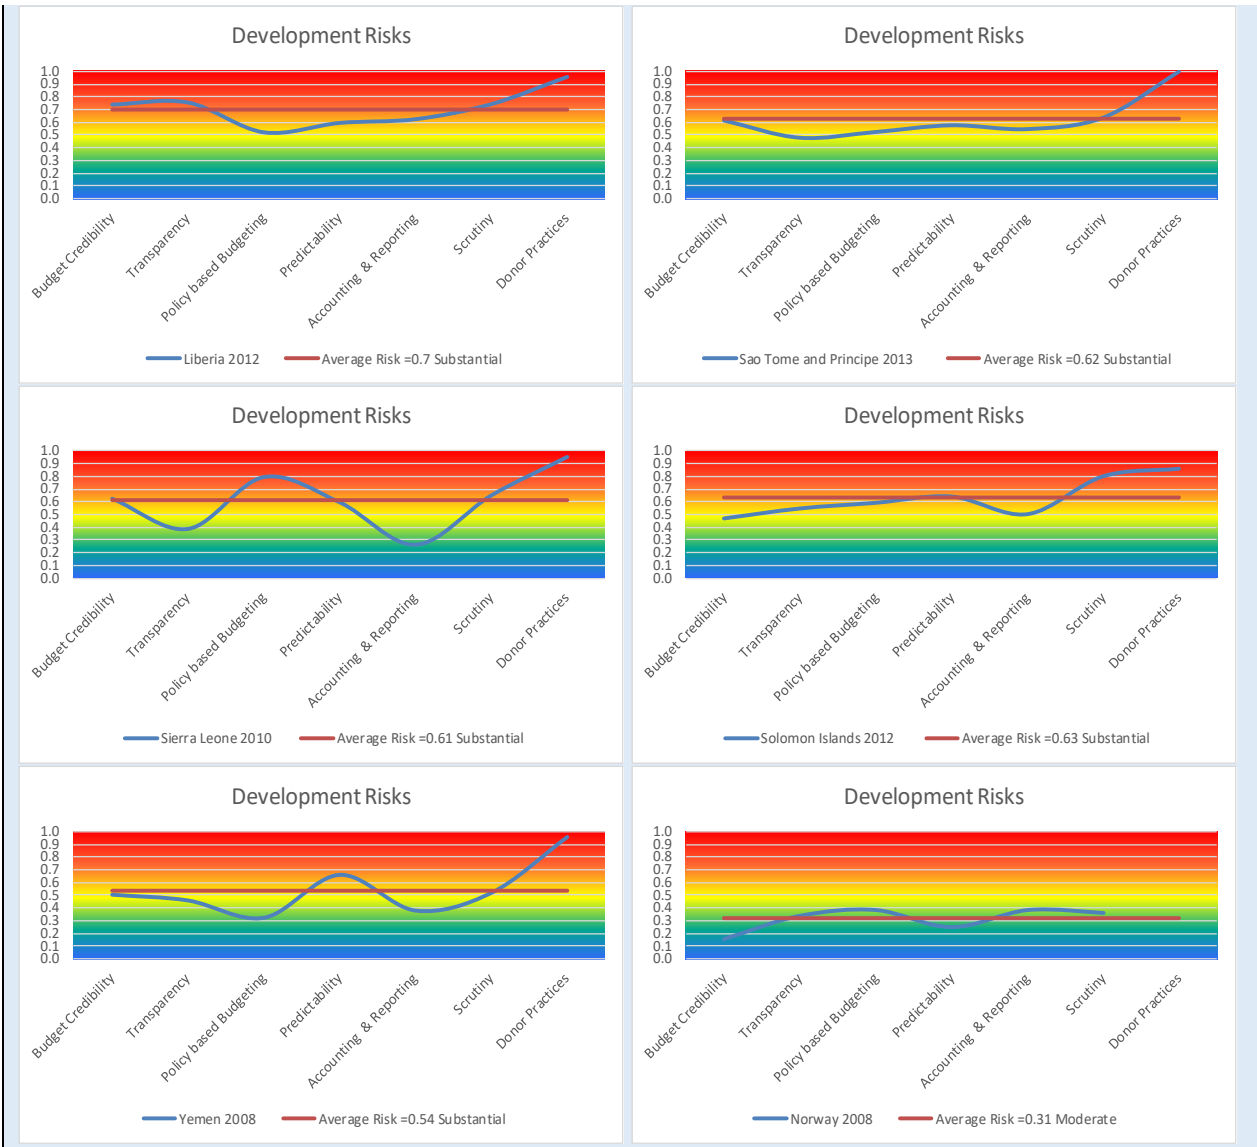 Development Risks
1.0
0.9
0.8
0.7
0.6
0.5
0.4
0.3
0.2
0.1
0.0
Budget Credibility
Transparency
Policy based Budgeting
Predictability
Accounting & Reporting
Scrutiny
Donor Practices
Liberia 2012
Average Risk =0.7 Substantial
Development Risks
1.0
0.9
0.8
0.7
0.6
0.5
0.4
0.3
0.2
0.1
0.0
Budget Credibility
Transparency
Policy based Budgeting
Predictability
Accounting & Reporting
Scrutiny
Donor Practices
Sao Tome and Principe 2013
Average Risk =0.62 Substantial
Development Risks
1.0
0.9
0.8
0.7
0.6
0.5
0.4
0.3
0.2
0.1
0.0
Budget Credibility
Transparency
Policy based Budgeting
Predictability
Accounting & Reporting
Scrutiny
Donor Practices
Sierra Leone 2010
Average Risk =0.61 Substantial
Development Risks
1.0
0.9
0.8
0.7
0.6
0.5
0.4
0.3
0.2
0.1
0.0
Budget Credibility
Transparency
Policy based Budgeting
Predictability
Accounting & Reporting
Scrutiny
Donor Practices
Solomon Islands 2012
Average Risk =0.63 Substantial
Development Risks
1.0
0.9
0.8
0.7
0.6
0.5
0.4
0.3
0.2
0.1
0.0
Budget Credibility
Transparency
Policy based Budgeting
Predictability
Accounting & Reporting
Scrutiny
Donor Practices
Yemen 2008
Average Risk =0.54 Substantial
Development Risks
1.0
0.9
0.8
0.7
0.6
0.5
0.4
0.3
0.2
0.1
0.0
Budget Credibility
Transparency
Policy based Budgeting
Predictability
Accounting & Reporting
Scrutiny
Donor Practices
Norway 2008
Average Risk =0.31 Moderate